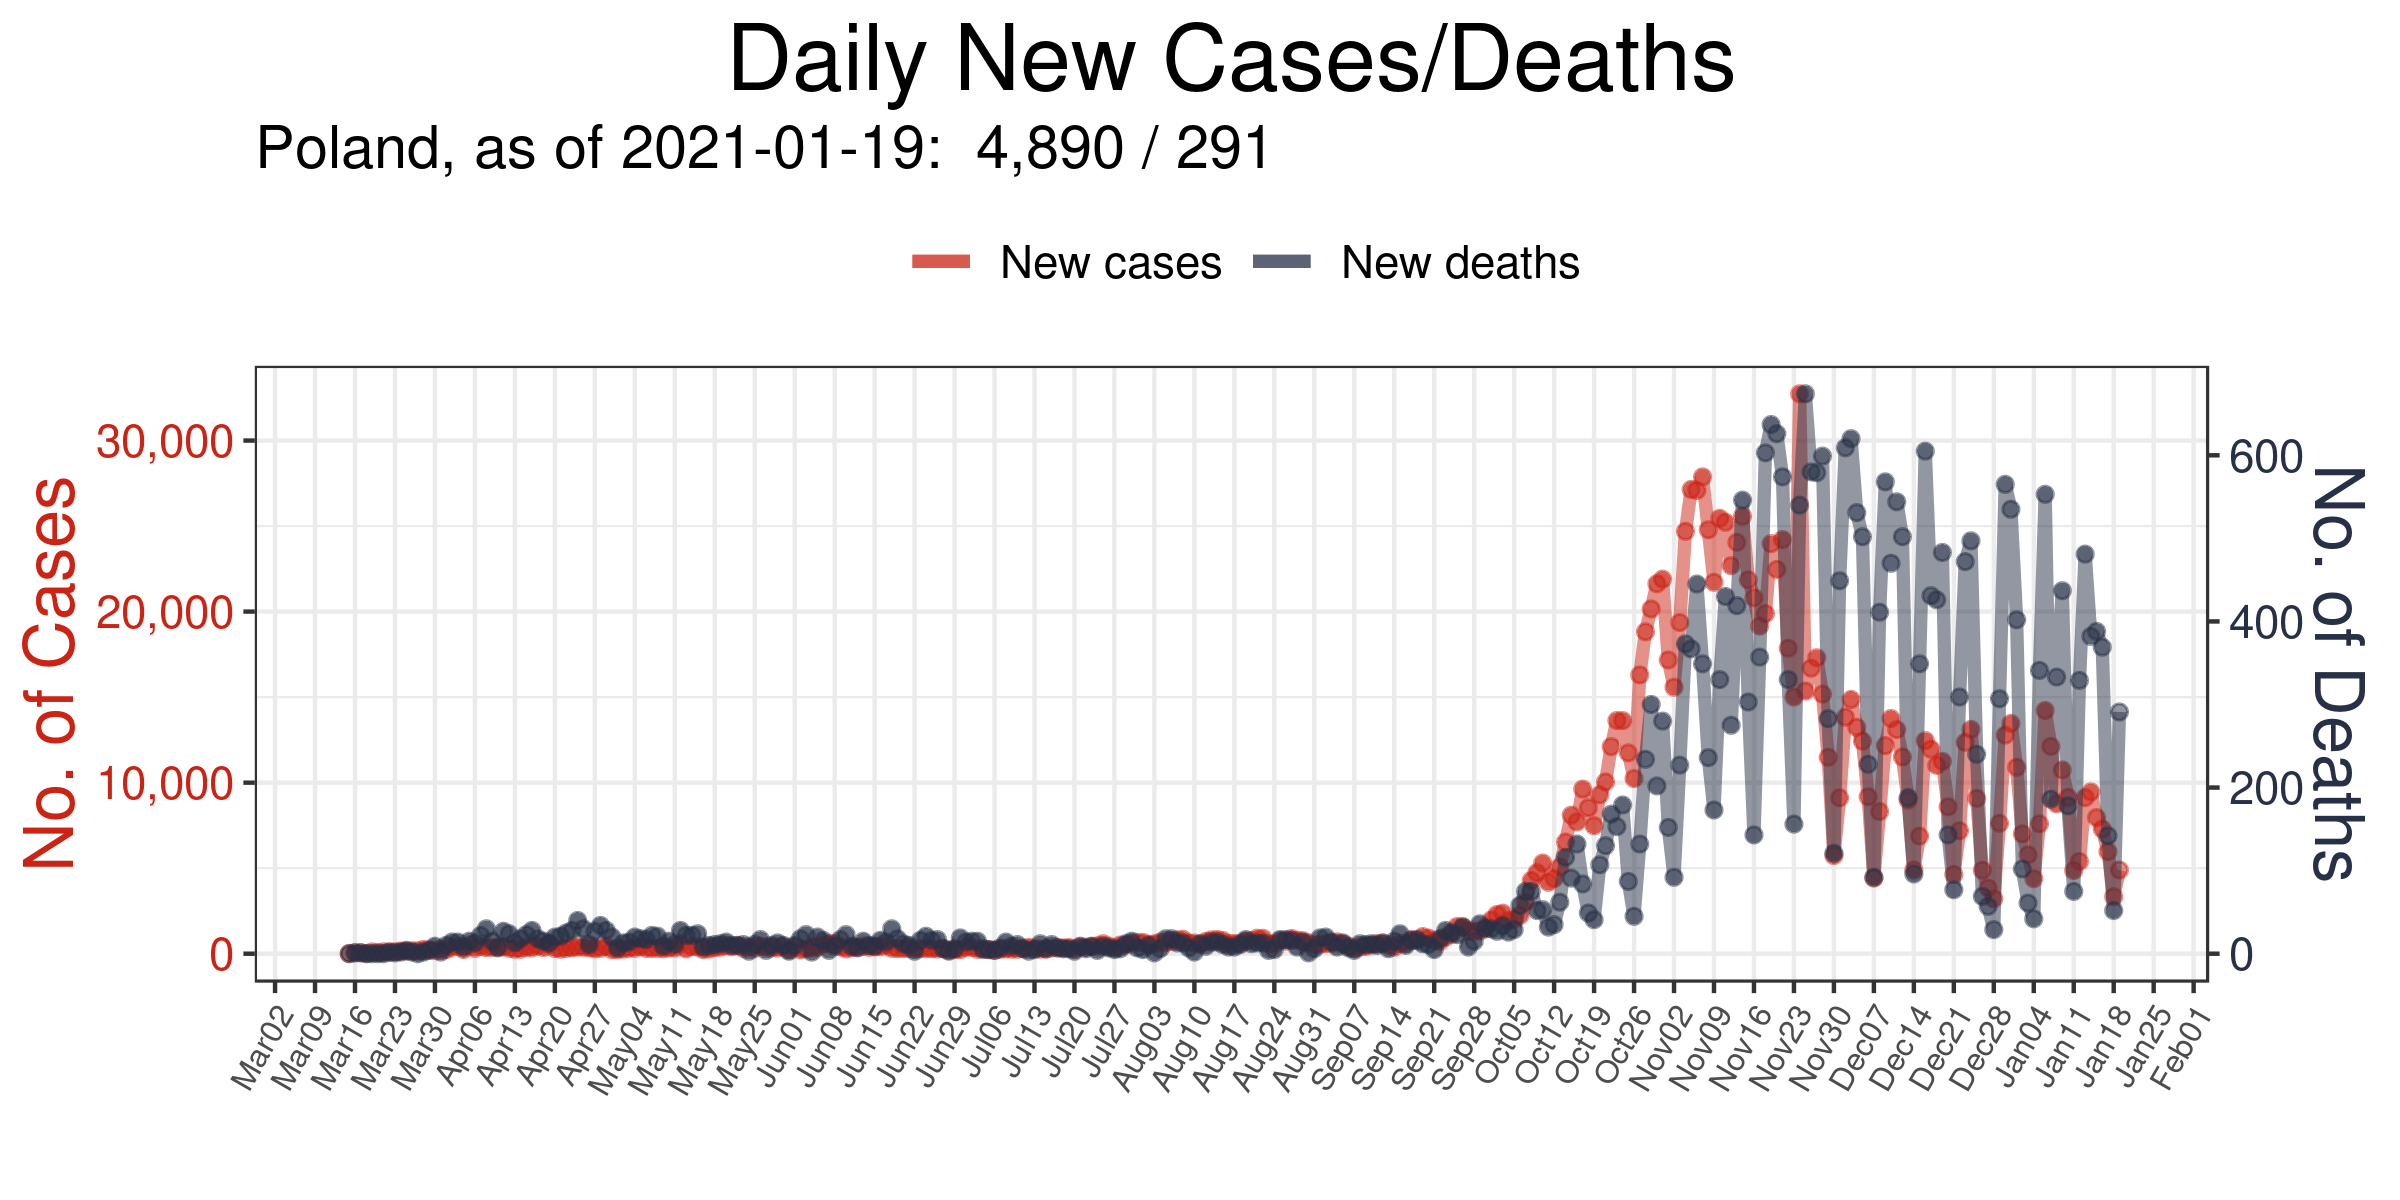 Daily New Cases/Deaths
Poland, as of 2021-01-19:  4,890 / 291
New cases New deaths
No. of Cases
30,000
20,000
10,000
0
600
400
200
0
No. of Deaths
Mar02 Mar09 Mar16 Mar23 Mar30 Apr06 Apr13 Apr20 Apr27 May04 May11 May18 May25 Jun01 Jun08 Jun15 Jun22 Jun29 Jul06 Jul13 Jul20 Jul27 Aug03 Aug10 Aug17 Aug24 Aug31 Sep07 Sep14 Sep21 Sep28 Oct05 Oct12 Oct19 Oct26 Nov02 Nov09 Nov16 Nov23 Nov30 Dec07 Dec14 Dec21 Dec28 Jan04 Jan11 Jan18 Jan25 Feb01